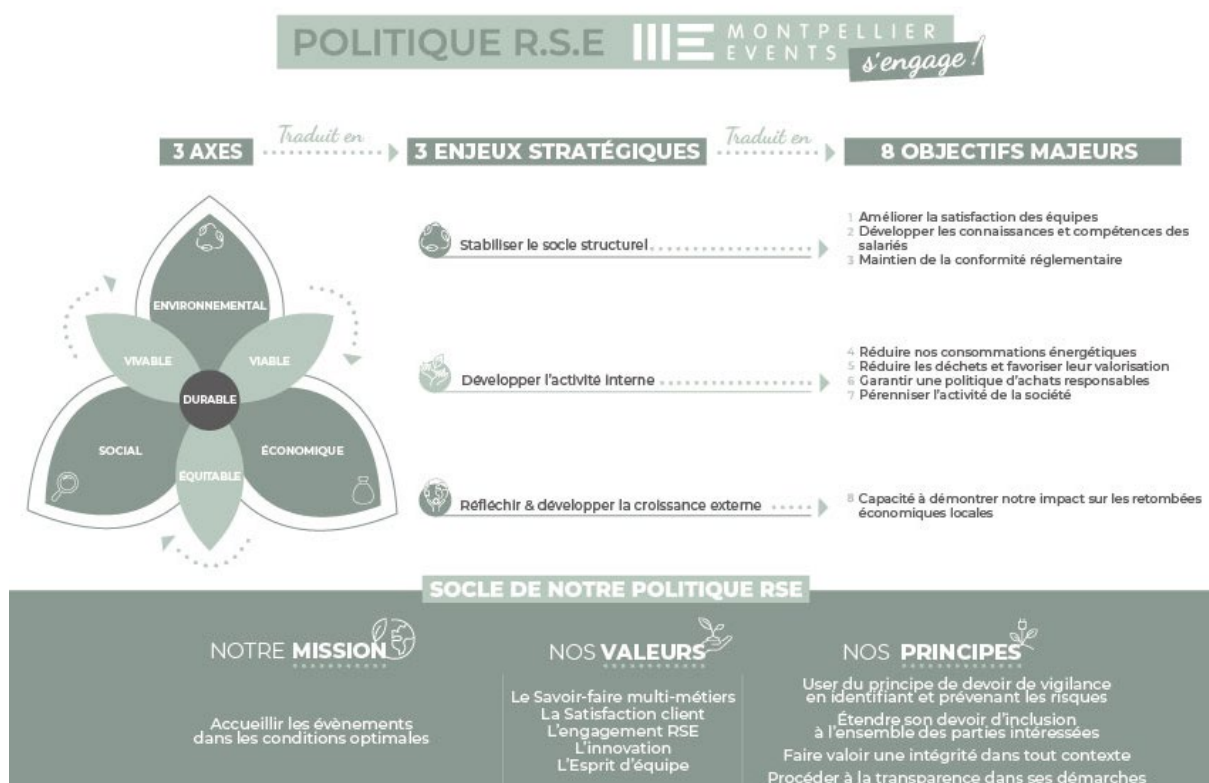 POLITIQUE R.S.E
MONTPELLIER
EVENTS
s'engage !
3 AXES
Traduit en
3 ENJEUX STRATÉGIQUES
Traduit en
8 OBJECTIFS MAJEURS
ENVIRONNEMENTAL
VIVABLE
VIABLE
DURABLE
SOCIAL
ÉCONOMIQUE
ÉQUITABLE
Stabiliser le socle structurel
1 Améliorer la satisfaction des équipes
2 Développer les connaissances et compétences des
salariés
3 Maintien de la conformité réglementaire
Développer l'activité interne
4 Réduire nos consommations énergétiques
5 Réduire les déchets et favoriser leur valorisation
6 Garantir une politique d'achats responsables
7 Pérenniser l'activité de la société
Réfléchir & développer la croissance externe
8 Capacité à démontrer notre impact sur les retombées
économiques locales
SOCLE DE NOTRE POLITIQUE RSE
NOTRE MISSION
Accueillir les évènements
dans les conditions optimales
NOS VALEURS
Le Savoir-faire multi-métiers
La Satisfaction client
L'engagement RSE
L'innovation
L'Esprit d'équipe
NOS PRINCIPES
User du principe de devoir de vigilance
en identifiant et prévenant les risques
Étendre son devoir d'inclusion
à l'ensemble des parties intéressées
Faire valoir une intégrité dans tout contexte
Procéder à la transparence dans ses démarches